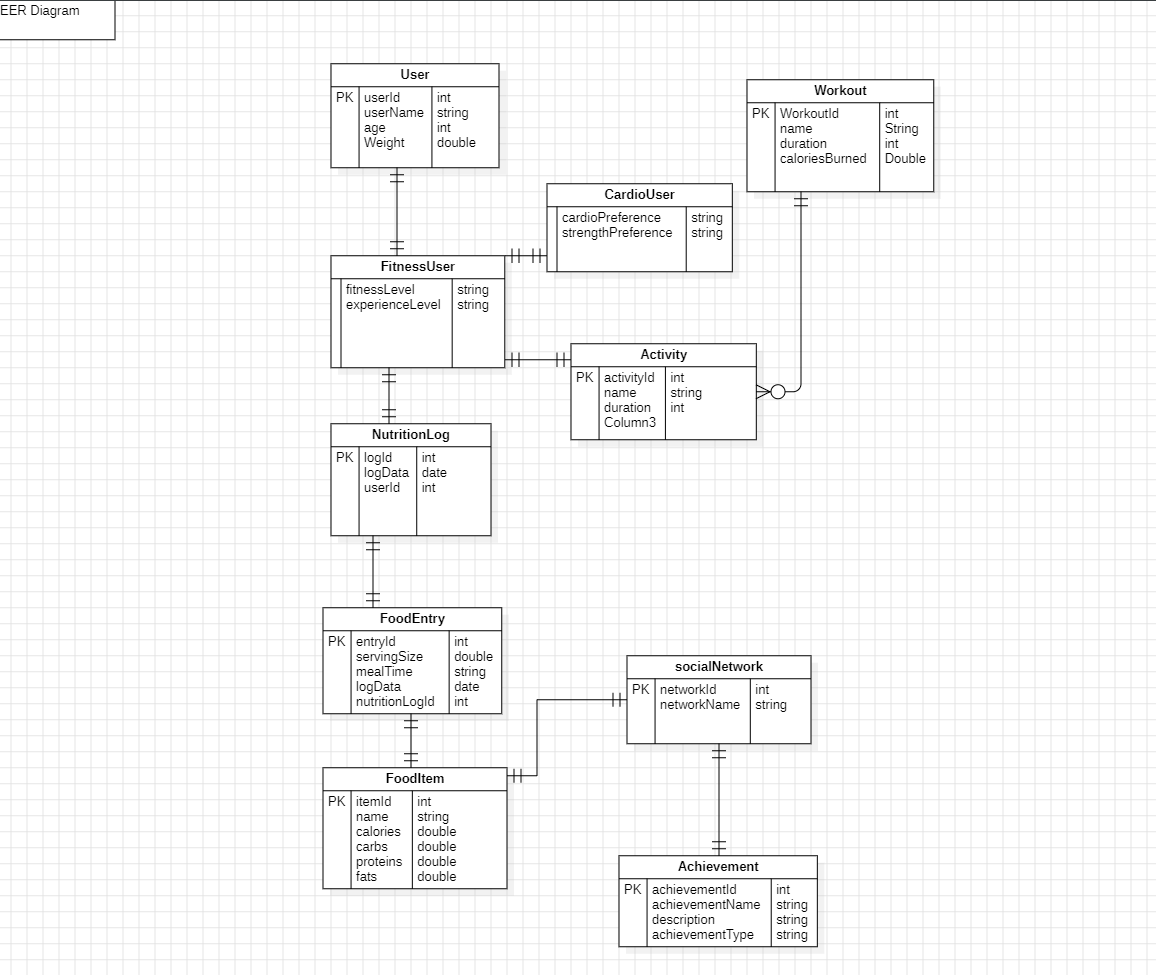 EER Diagram
User
PK userId int
userName string
age int
Weight double
Workout
PK WorkoutId int
name String
duration int
caloriesBurned Double
CardioUser
cardioPreference string
strengthPreference string
FitnessUser
fitnessLevel string
experienceLevel string
Activity
PK activityId int
name string
duration int
Column3
NutritionLog
PK logId int
logData date
userId int
FoodEntry
PK entryId int
servingSize double
mealTime string
logData date
nutritionLogId int
socialNetwork
PK networkId int
networkName string
FoodItem
PK itemId int
name string
calories double
carbs double
proteins double
fats double
Achievement
PK achievementId int
achievementName string
description string
achievementType string